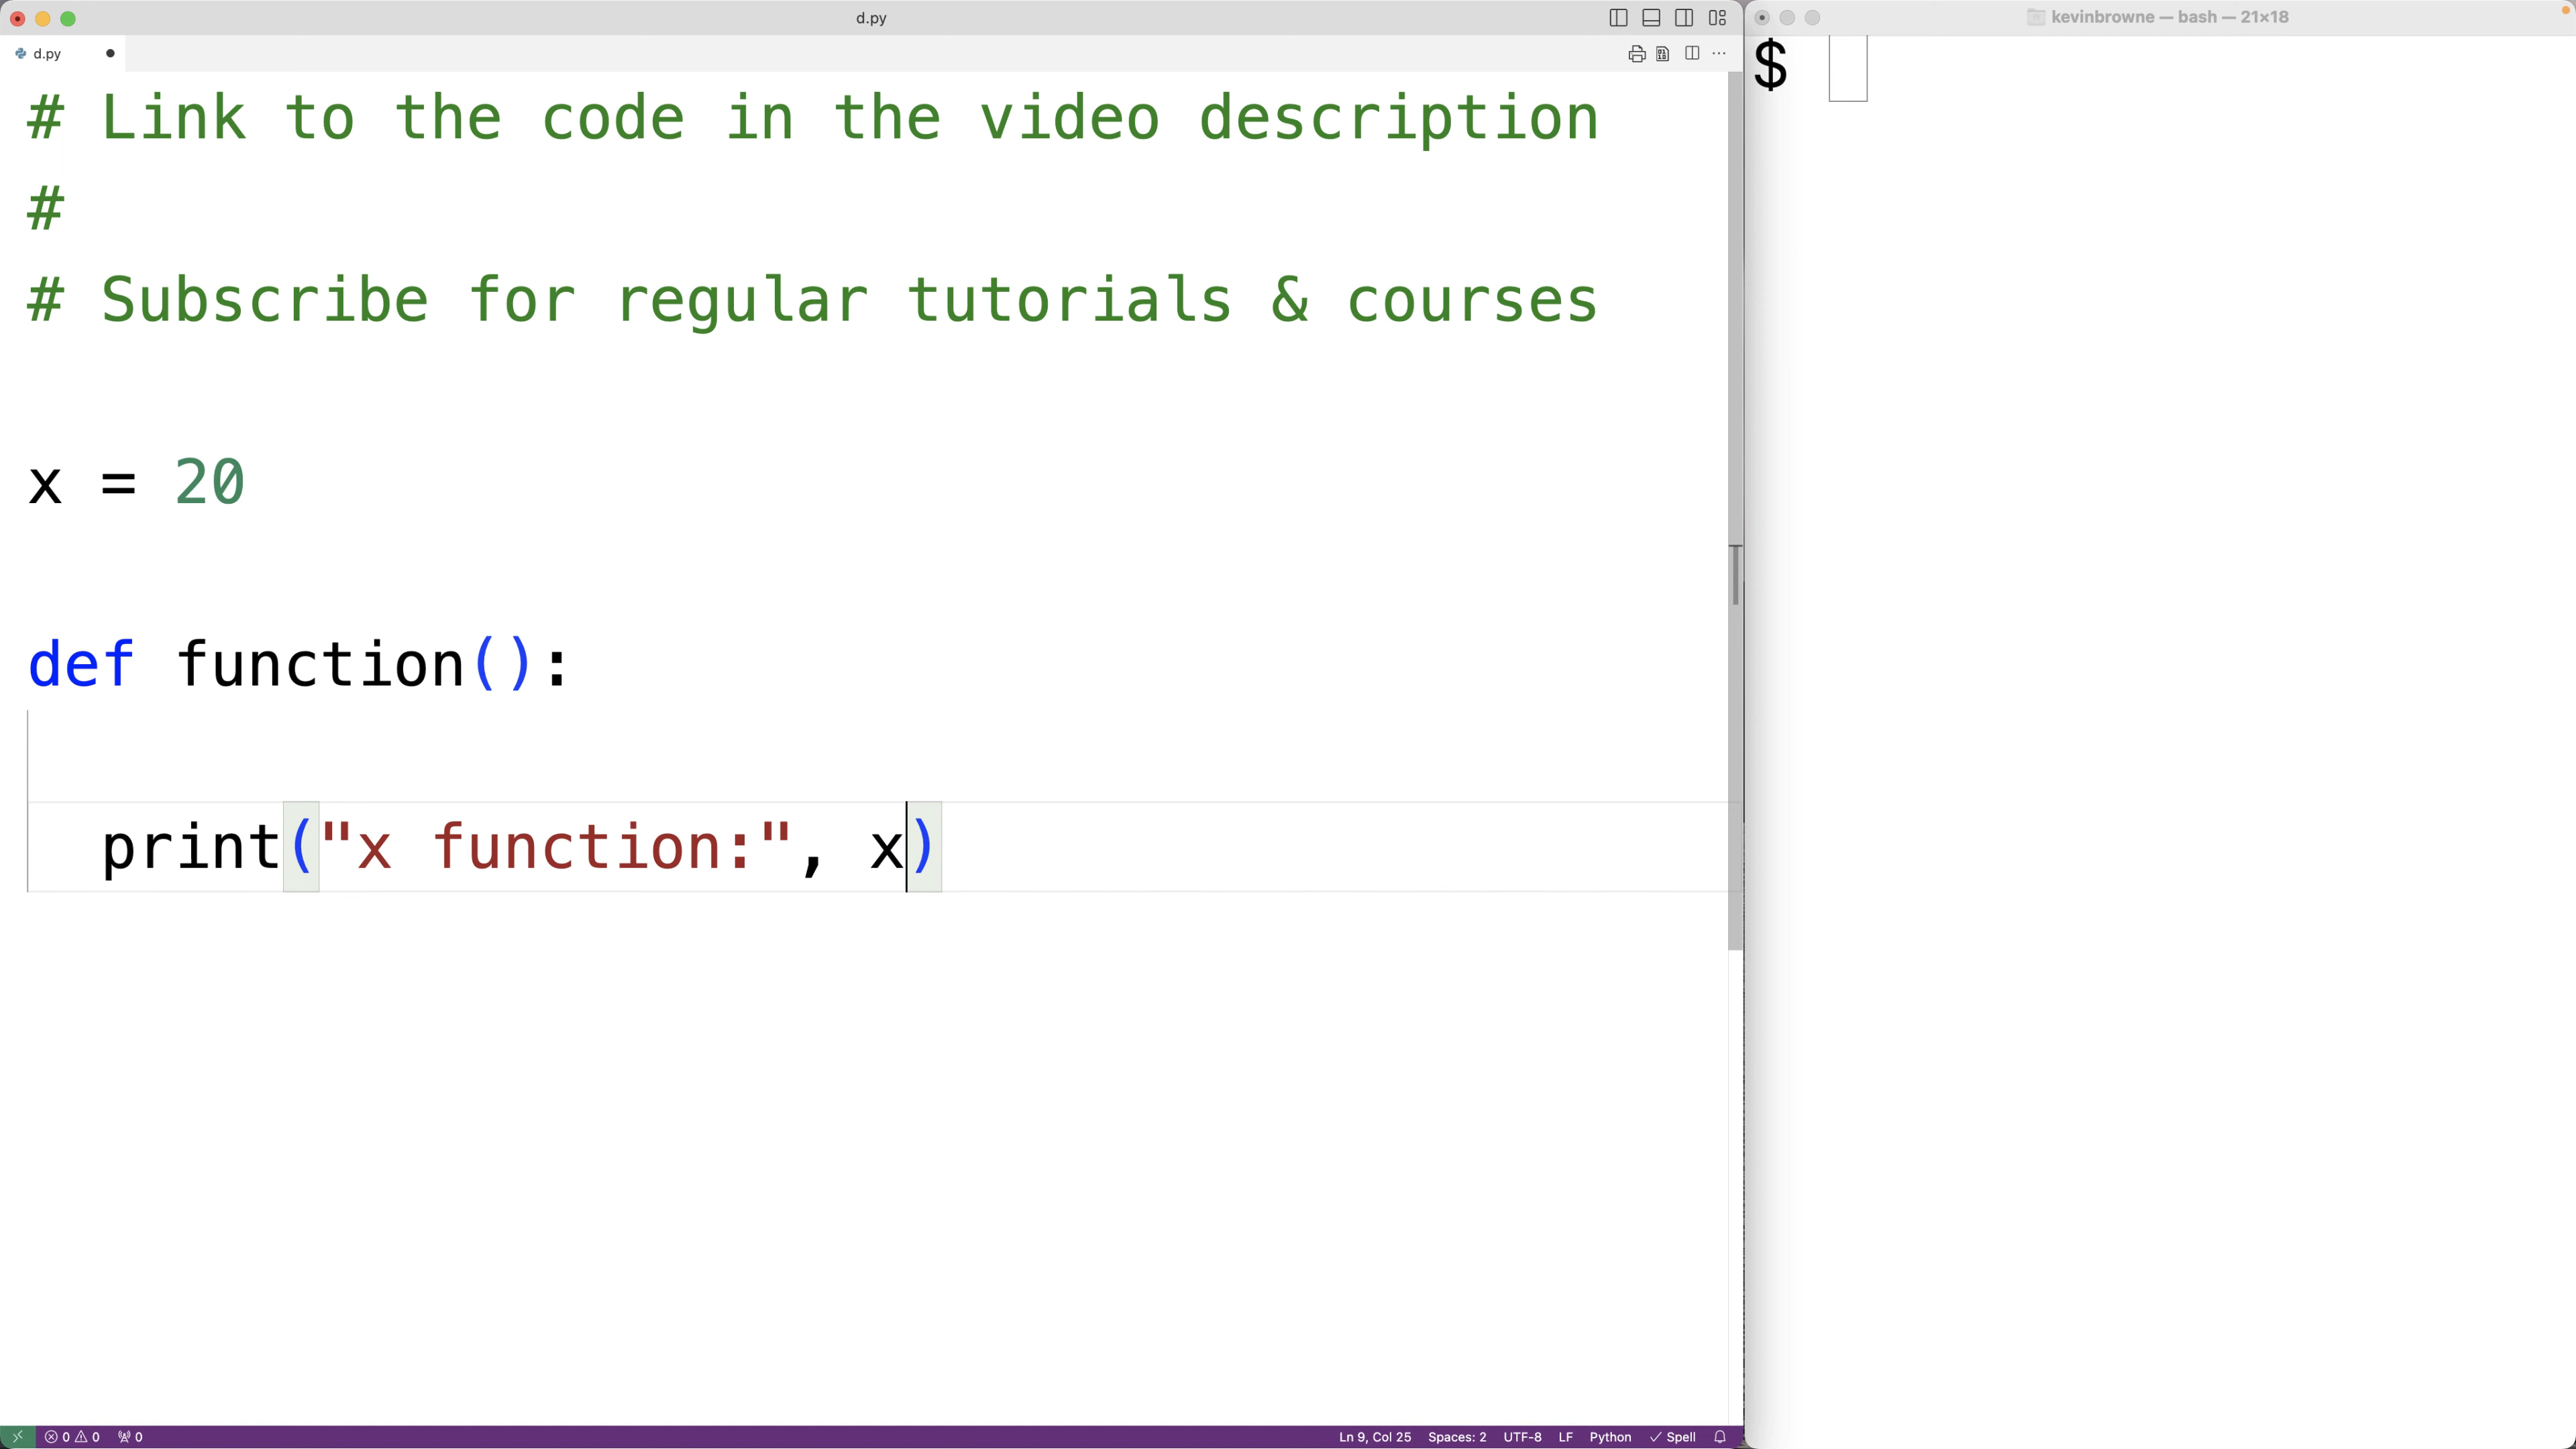 d.py
kevinbrowne — bash — 21×18
d.py
$
# Link to the code in the video description
#
# Subscribe for regular tutorials & courses
x = 20
def function():
print("x function:", x)
0 0 0
Ln 9, Col 25 Spaces: 2 UTF-8 LF Python Spell